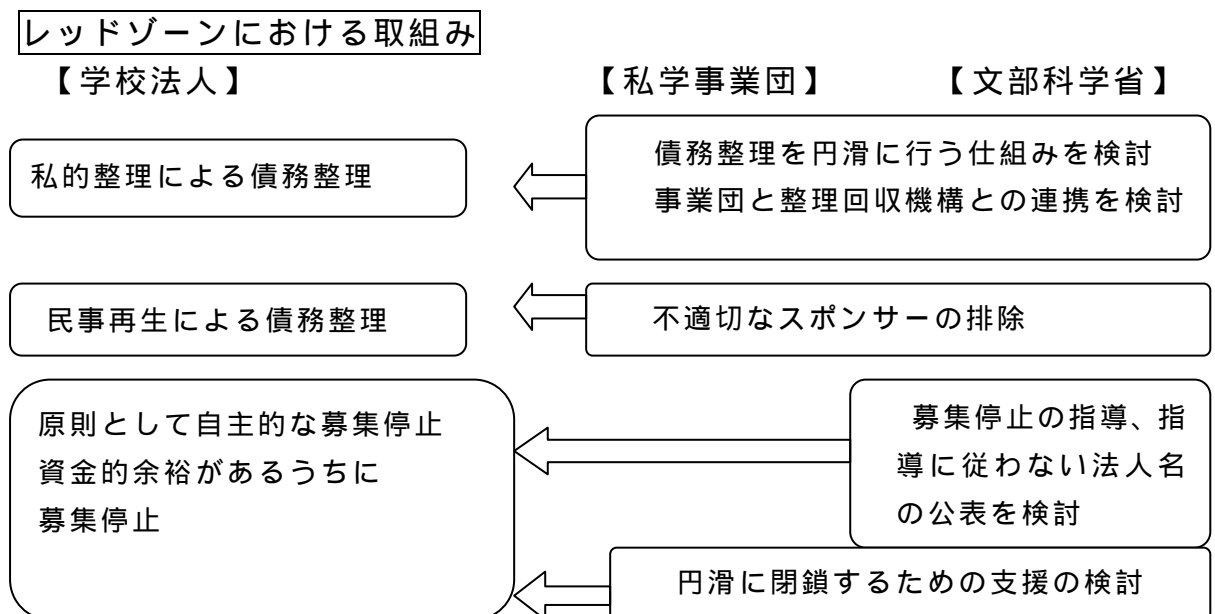 レッドゾーンにおける取組み
【学校法人】 【私学事業団】 【文部科学省】
私的整理による債務整理
債務整理を円滑に行う仕組みを検討
事業団と整理回収機構との連携を検討
民事再生による債務整理
不適切なスポンサーの排除
原則として自主的な募集停止
資金的余裕があるうちに
募集停止
募集停止の指導、指
導に従わない法人名
の公表を検討
円滑に閉鎖するための支援の検討